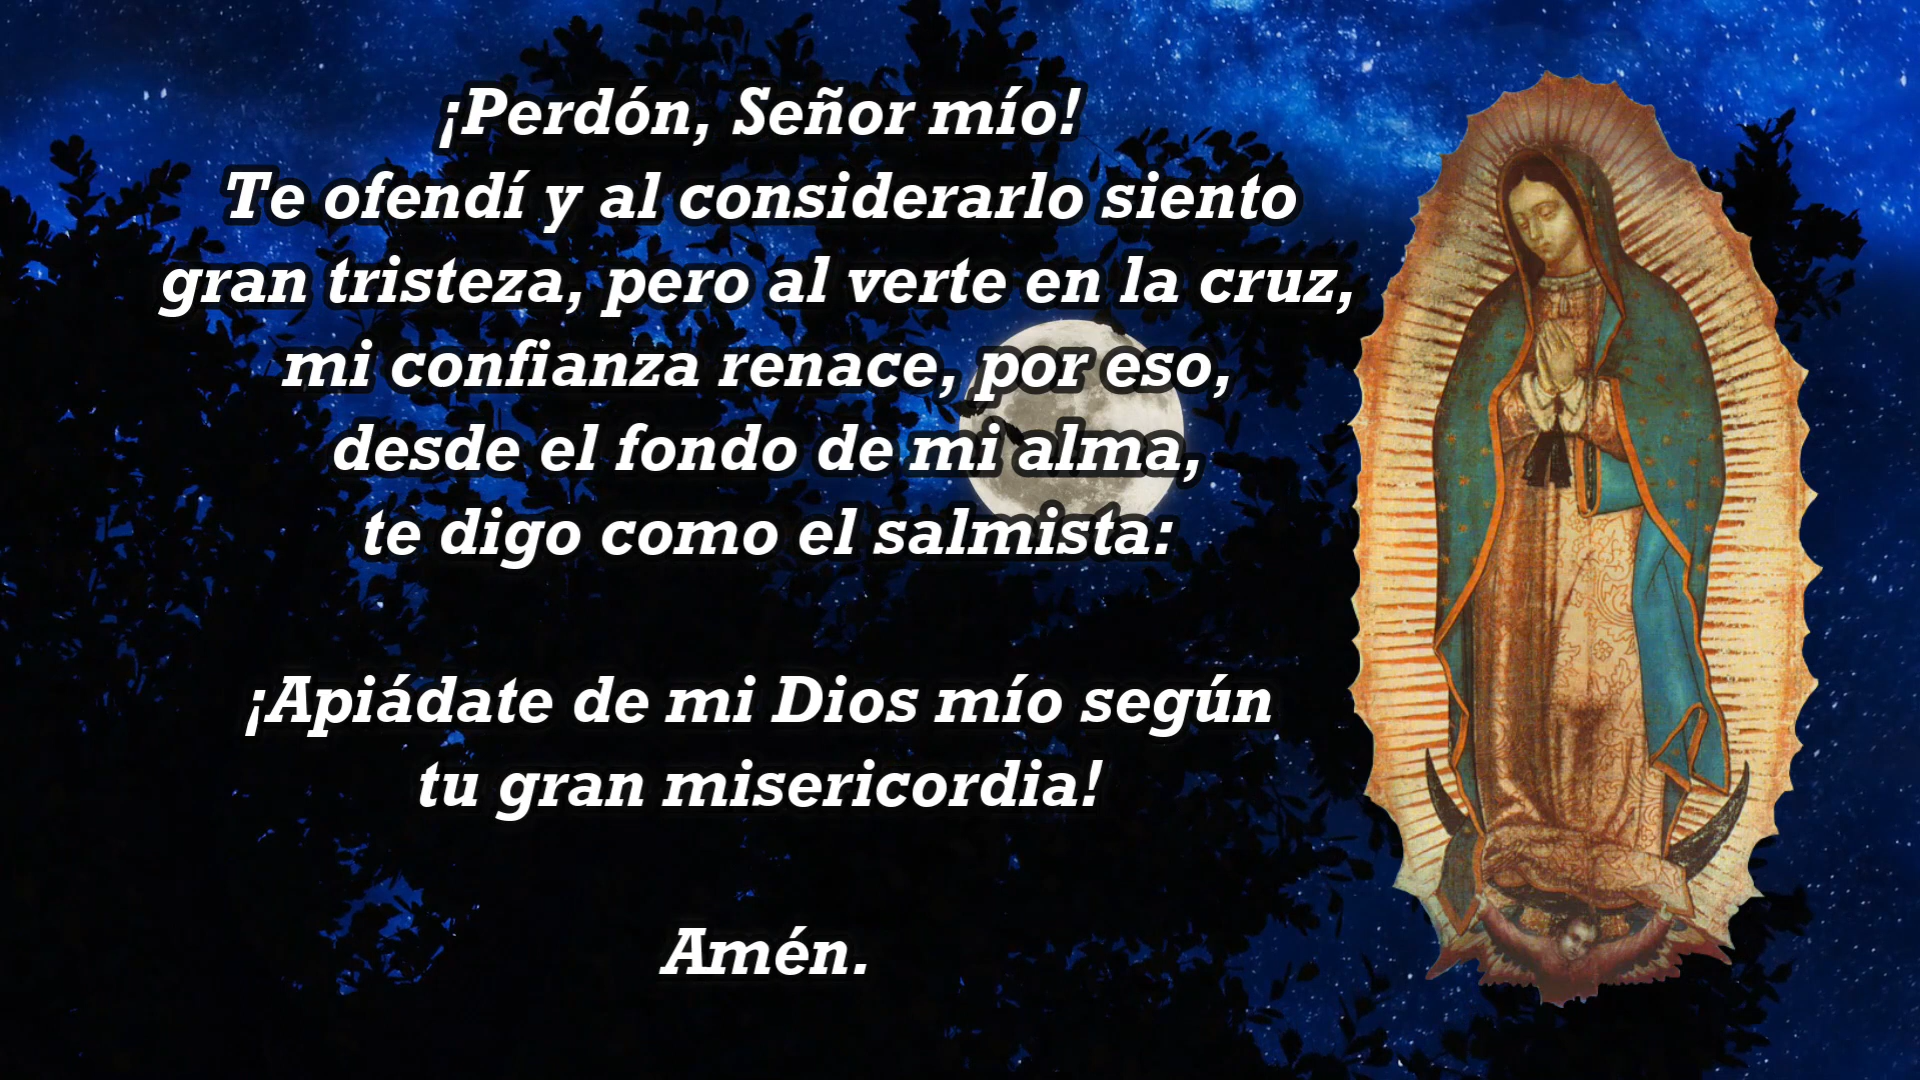 ¡Perdón, Señor mío!
Te ofendí y al considerarlo siento
gran tristeza, pero al verte en la cruz,
mi confianza renace, por eso,
desde el fondo de mi alma,
te digo como el salmista:
¡Apiádate de mi Dios mío según
tu gran misericordia!
Amén.